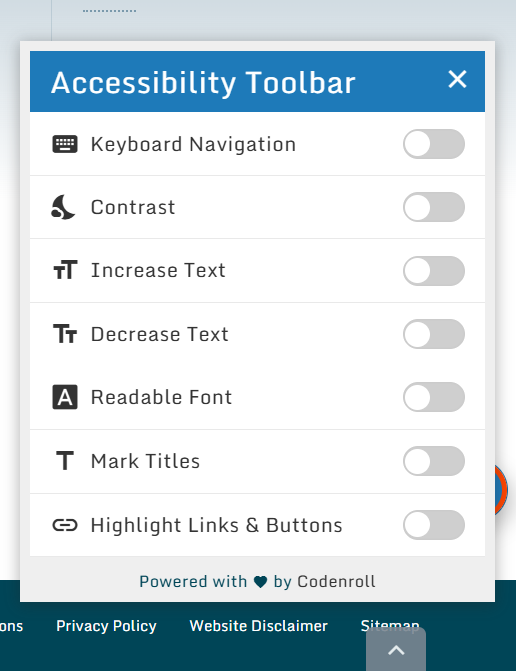 Accessibility Toolbar
Keyboard Navigation
Contrast
Increase Text
Decrease Text
Readable Font
Mark Titles
Highlight Links & Buttons
Powered with by Codenroll
ons Privacy Policy Website Disclaimer Sitemap